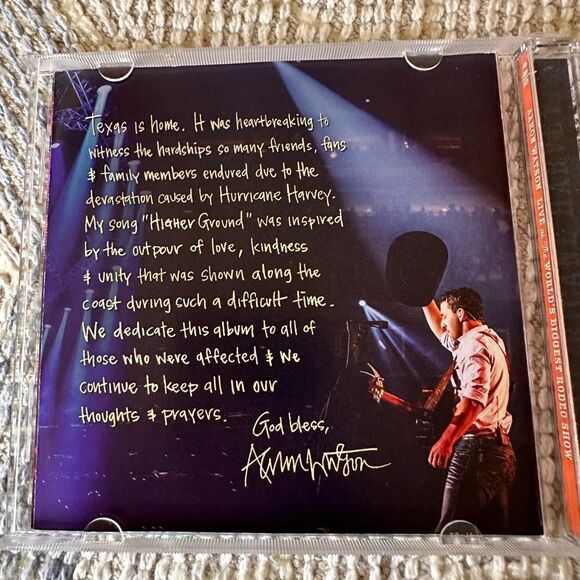 Texas is home. It was heartbreaking to
witness the hardships so many friends, fans
& family members endured due to the
devastation caused by Hurricane Harvey.
My song "Higher Ground" was inspired
by the outpour of love, kindness
& unity that was shown along the
coast during such a difficult time.
We dedicate this album to all of
those who were affected & we
continue to keep all in our
thoughts & prayers.
God bless,
Aaron Watson
AARON WATSON LIVE at the WORLD'S BIGGEST RODEO SHOW